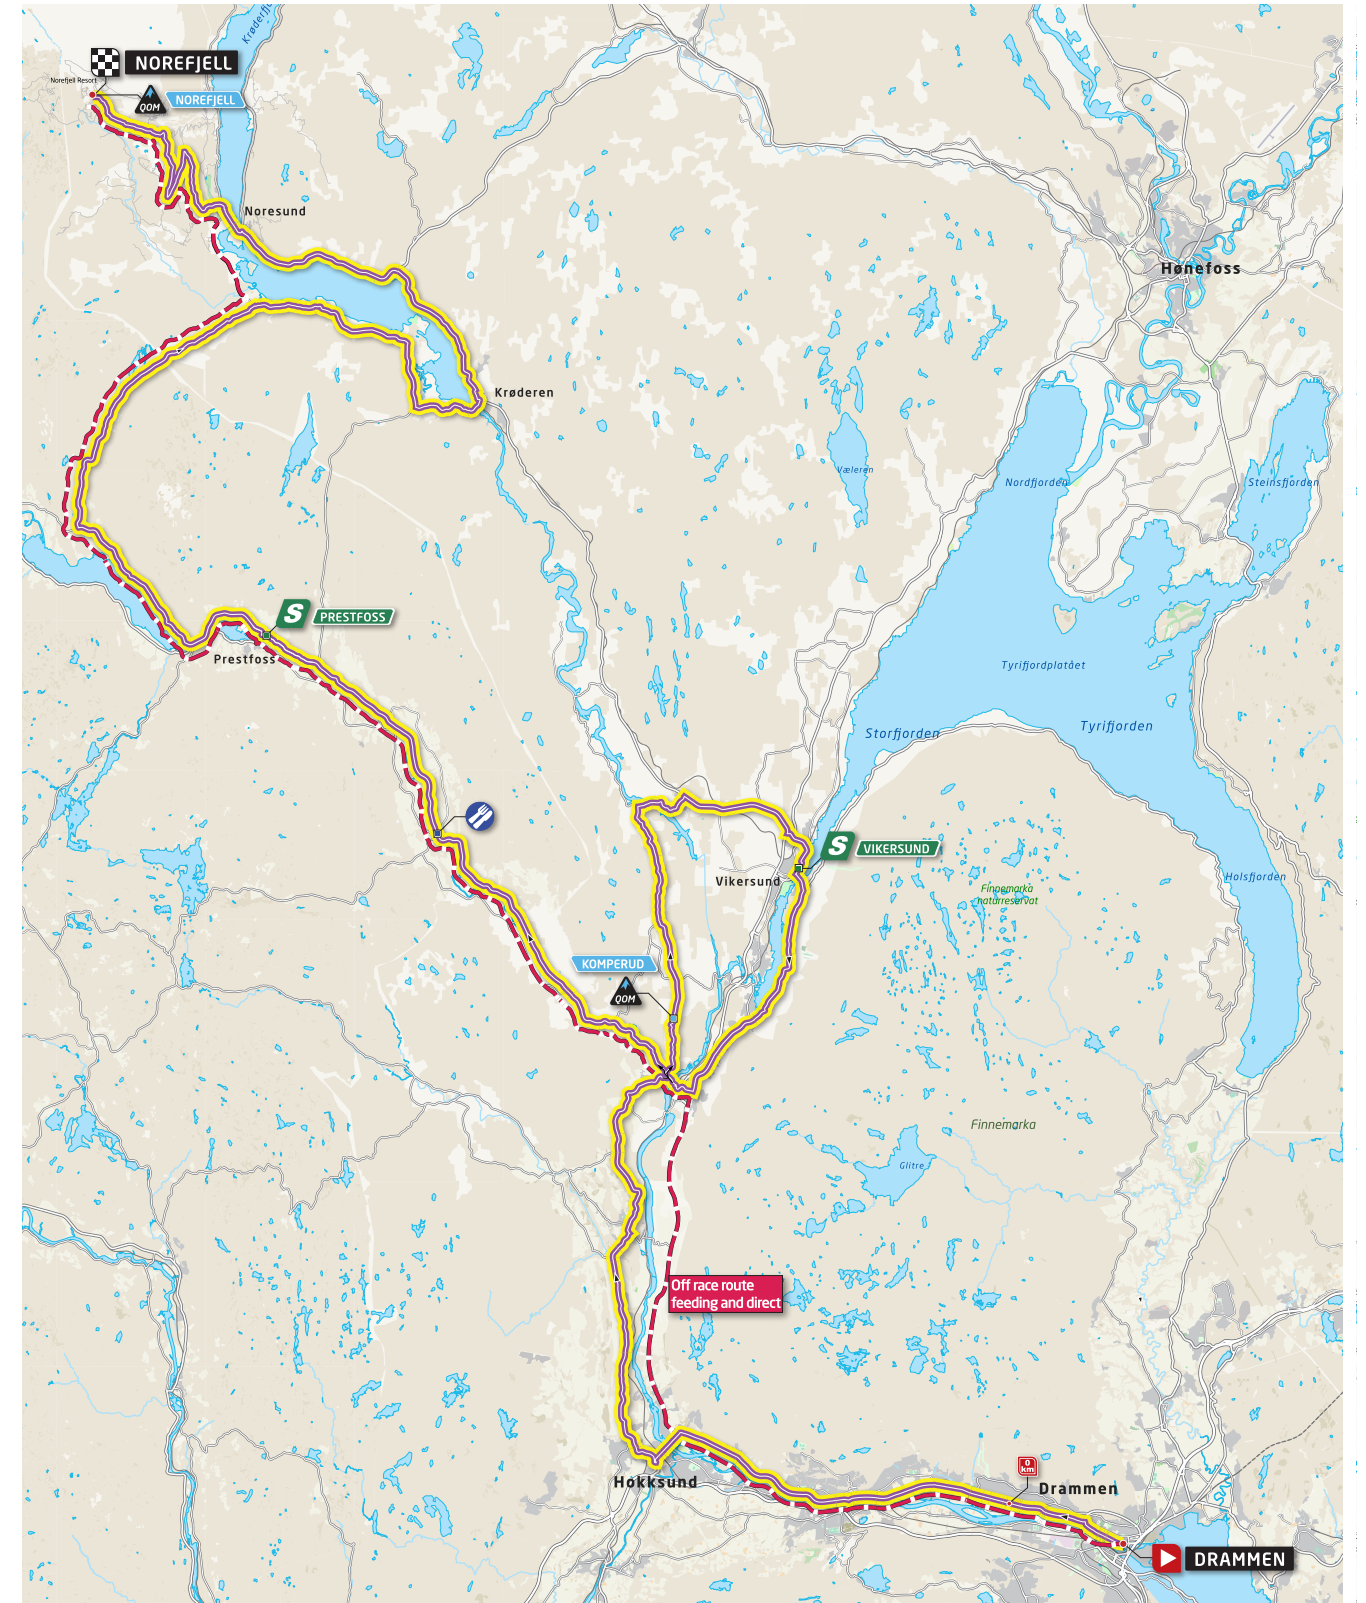 Krøderfj
NOREFJELL
Norefjell Resort
QOM
NOREFJELL
Noresund
Hønefoss
Krøderen
Væleren
Nordfjorden
Steinsfjorden
S
PRESTFOSS
Prestfoss
Tyrifjordplatået
Storfjorden
Tyrifjorden
S
VIKERSUND
Vikersund
Holsfjorden
Finnemarka
naturreservat
KOMPERUD
QOM
Finnemarka
Glitre
Off race route
feeding and direct
0
km
Hokksund
Drammen
DRAMMEN